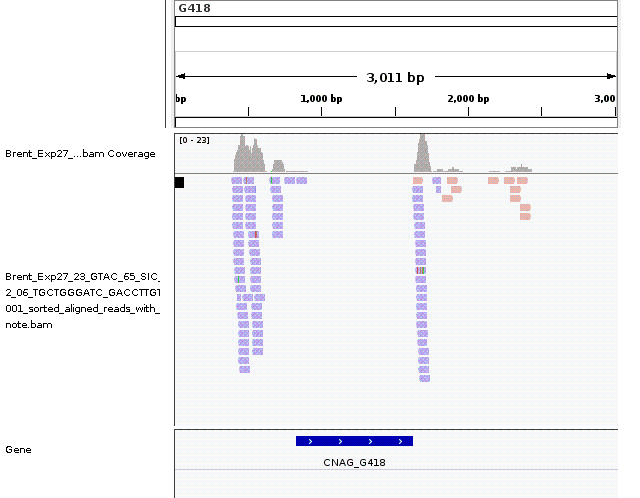 G418
3,011 bp
bp
1,000 bp
2,000 bp
3,00
Brent_Exp27_...bam Coverage
[0 - 23]
Brent_Exp27_23_GTAC_65_SIC_
2_06_TGCTGGGATC_GACCTTGT
001_sorted_aligned_reads_with_
note.bam
Gene
CNAG_G418